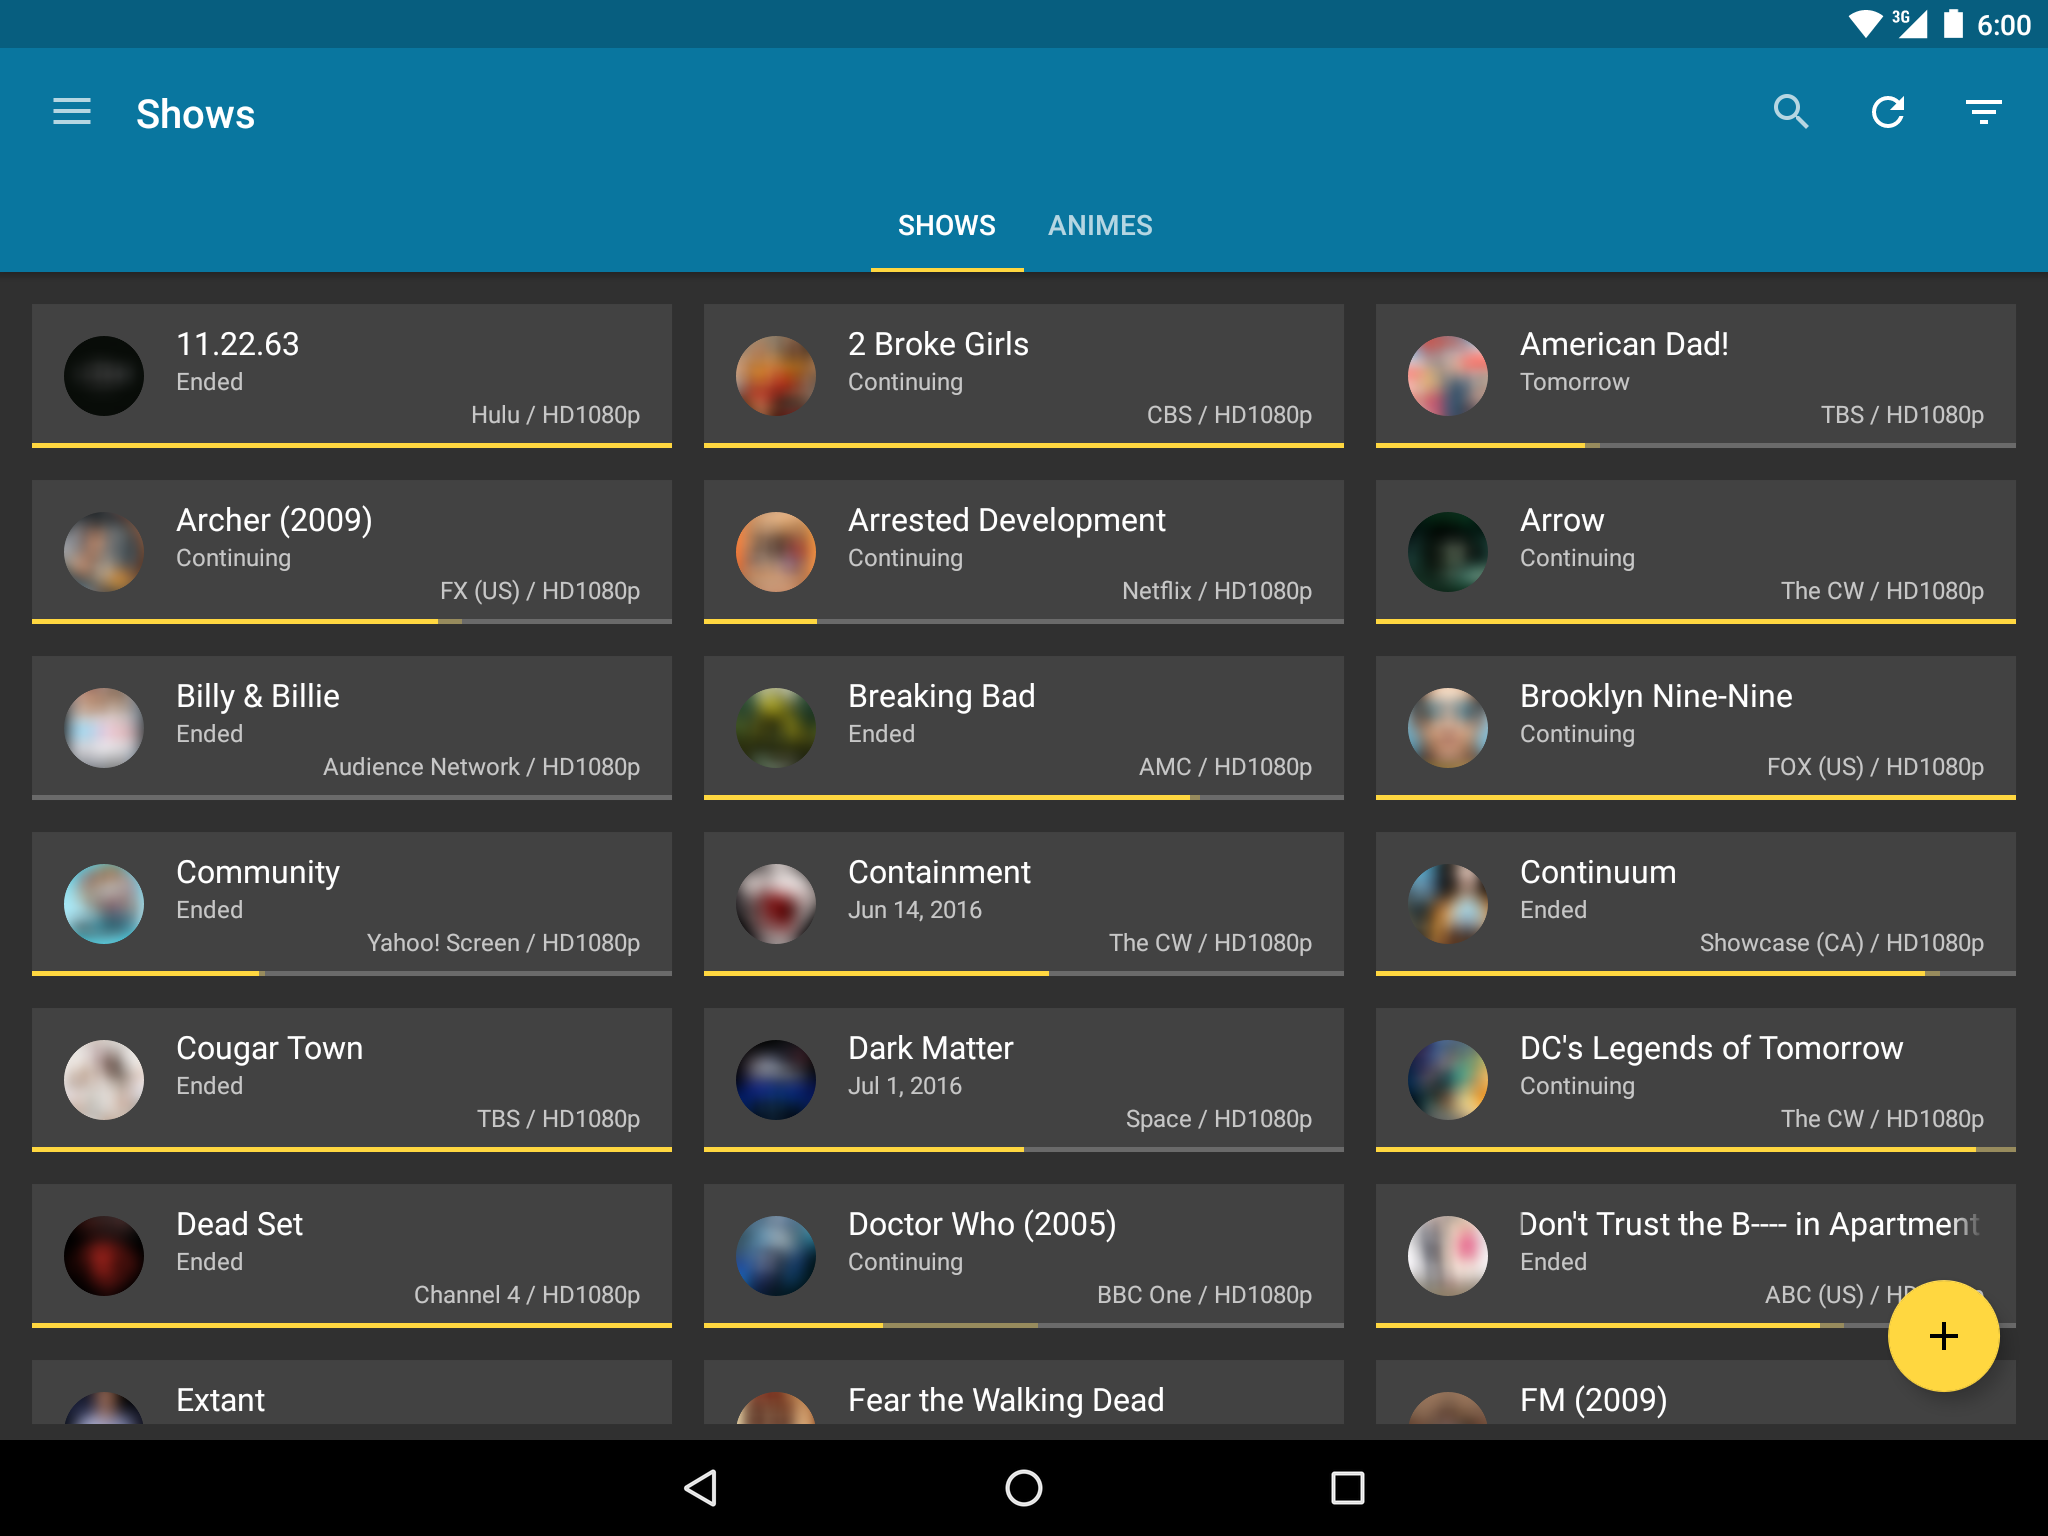 3G 6:00
Shows
SHOWS ANIMES
11.22.63
Ended
Hulu / HD1080p
2 Broke Girls
Continuing
CBS / HD1080p
American Dad!
Tomorrow
TBS / HD1080p
Archer (2009)
Continuing
FX (US) / HD1080p
Arrested Development
Continuing
Netflix / HD1080p
Arrow
Continuing
The CW / HD1080p
Billy & Billie
Ended
Audience Network / HD1080p
Breaking Bad
Ended
AMC / HD1080p
Brooklyn Nine-Nine
Continuing
FOX (US) / HD1080p
Community
Ended
Yahoo! Screen / HD1080p
Containment
Jun 14, 2016
The CW / HD1080p
Continuum
Ended
Showcase (CA) / HD1080p
Cougar Town
Ended
TBS / HD1080p
Dark Matter
Jul 1, 2016
Space / HD1080p
DC's Legends of Tomorrow
Continuing
The CW / HD1080p
Dead Set
Ended
Channel 4 / HD1080p
Doctor Who (2005)
Continuing
BBC One / HD1080p
Don't Trust the B---- in Apartment
Ended
ABC (US) /
Extant
Fear the Walking Dead
FM (2009)